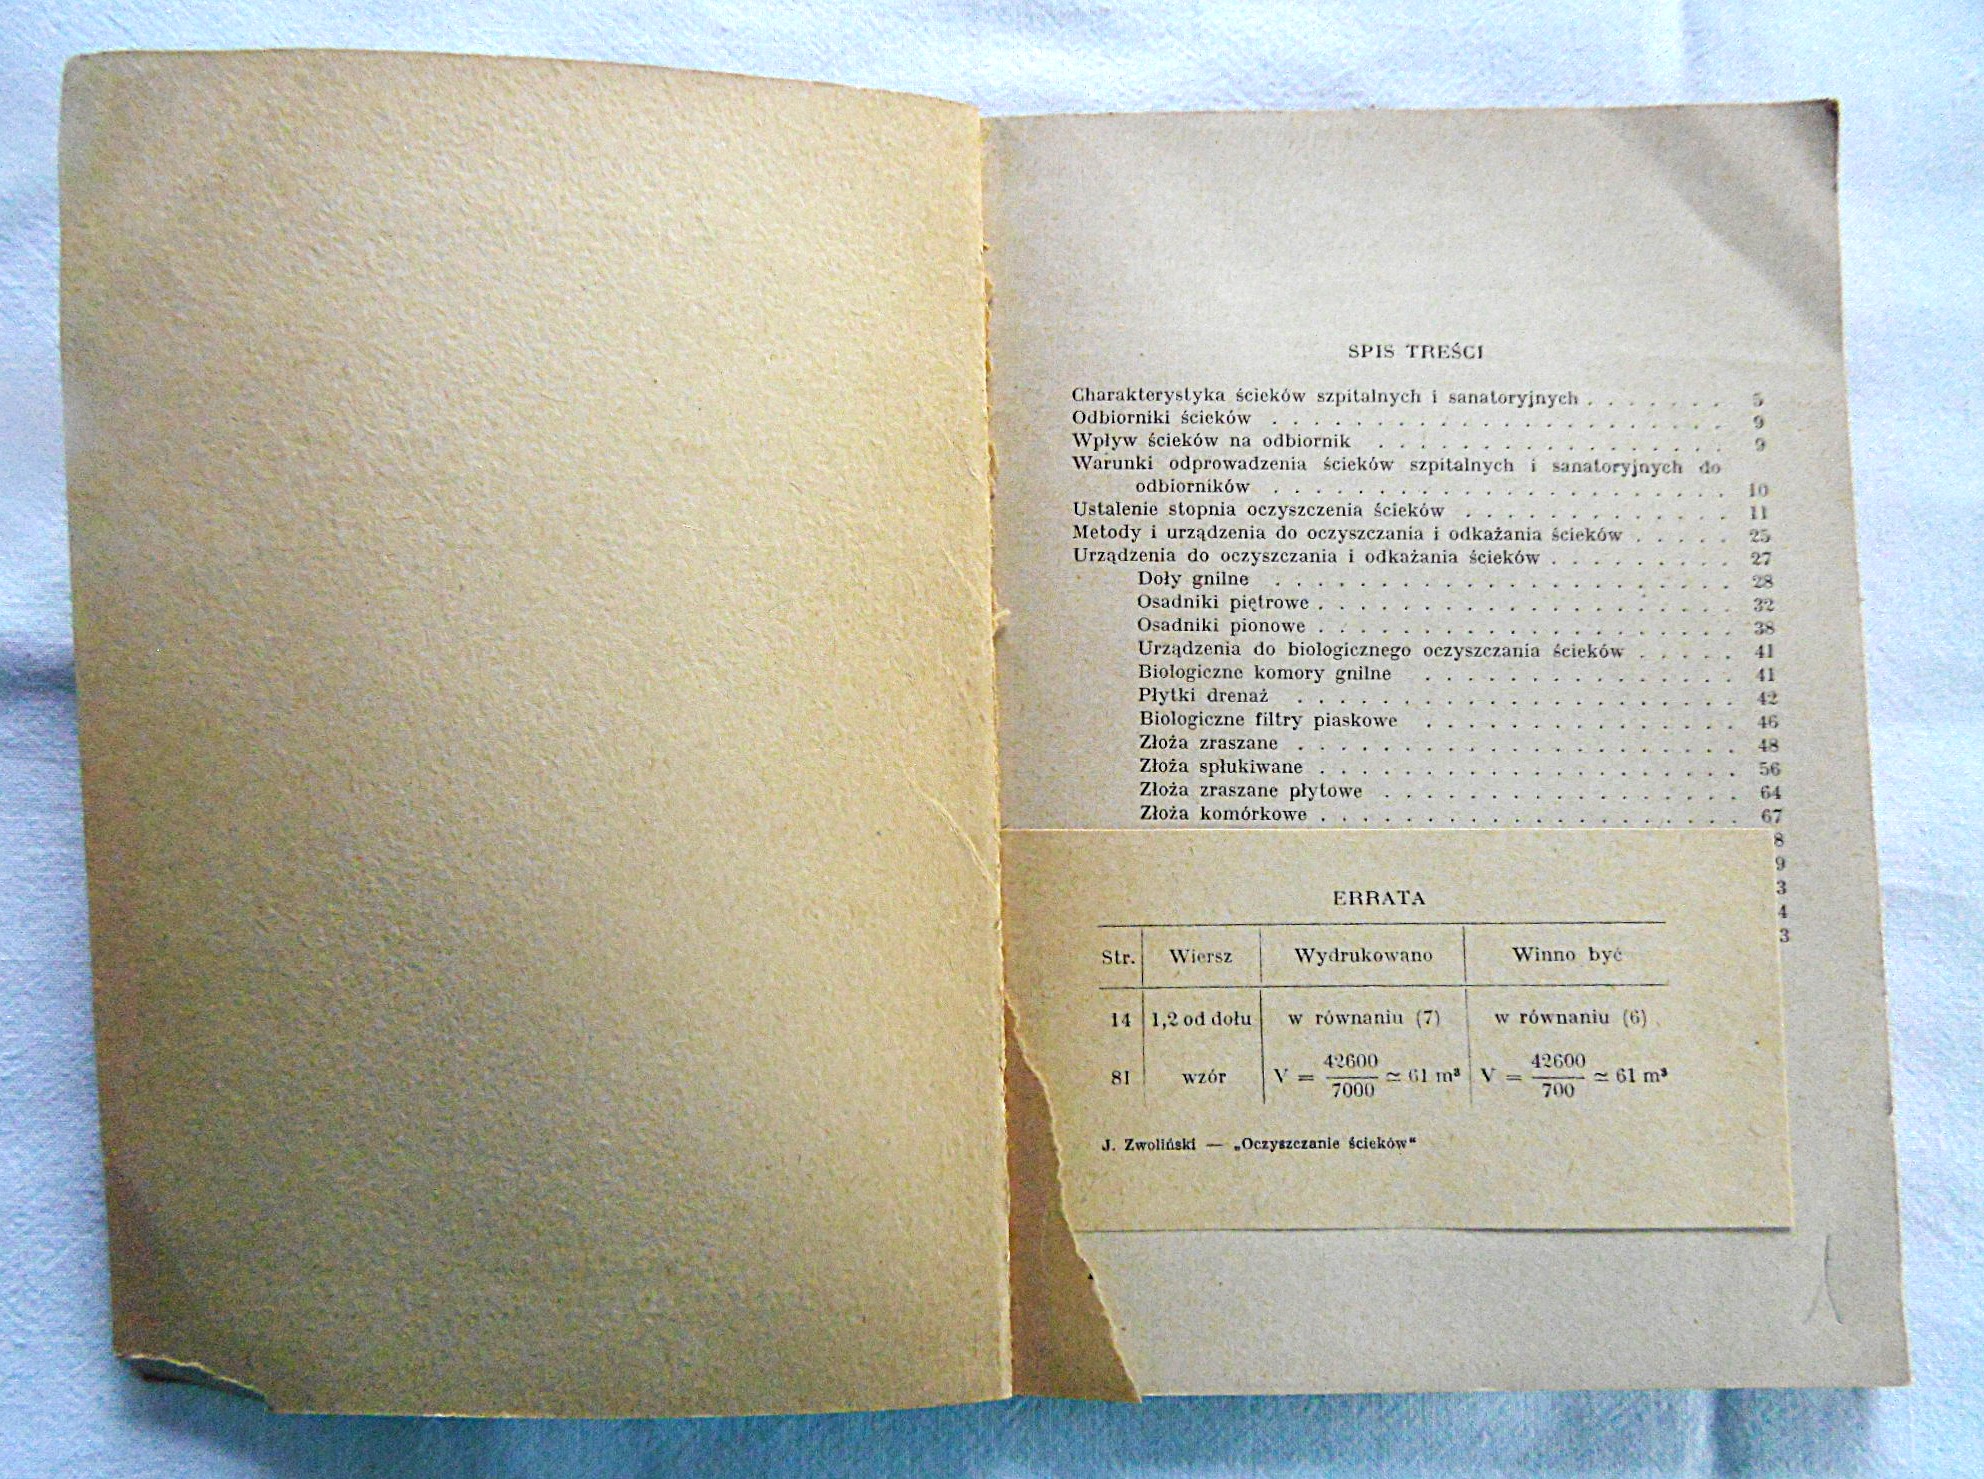 SPIS TREŚCI
Charakterystyka ścieków szpitalnych i sanatoryjnych . . . . . . . 5
Odbiorniki ścieków . . . . . . . . . . . . . . . . . . . . . 9
Wpływ ścieków na odbiornik . . . . . . . . . . . . . . . . 9
Warunki odprowadzenia ścieków szpitalnych i sanatoryjnych do
odbiorników . . . . . . . . . . . . . . . . . . . . . 10
Ustalenie stopnia oczyszczenia ścieków . . . . . . . . . . . . 11
Metody i urządzenia do oczyszczania i odkażania ścieków . . . . . 25
Urządzenia do oczyszczania i odkażania ścieków . . . . . . . . . 27
Doły gnilne . . . . . . . . . . . . . . . . . . . . . 28
Osadniki piętrowe . . . . . . . . . . . . . . . . . . . . 32
Osadniki pionowe . . . . . . . . . . . . . . . . . . . . 38
Urządzenia do biologicznego oczyszczania ścieków . . . . . 41
Biologiczne komory gnilne . . . . . . . . . . . . . . 41
Płytki drenaż . . . . . . . . . . . . . . . . . . . . 42
Biologiczne filtry piaskowe . . . . . . . . . . . . . . 46
Złoża zraszane . . . . . . . . . . . . . . . . . . . . 48
Złoża spłukiwane . . . . . . . . . . . . . . . . . . . 56
Złoża zraszane płytowe . . . . . . . . . . . . . . . . 64
Złoża komórkowe . . . . . . . . . . . . . . . . . . . 67
8
9
3
4
3
ERRATA
Str. Wiersz Wydrukowano Winno być
14 1,2 od dołu w równaniu (7) w równaniu (6)
81 wzór V = 42600/7000 ≃ 61 m³ V = 42600/700 ≃ 61 m³
J. Zwoliński — „Oczyszczanie ścieków"